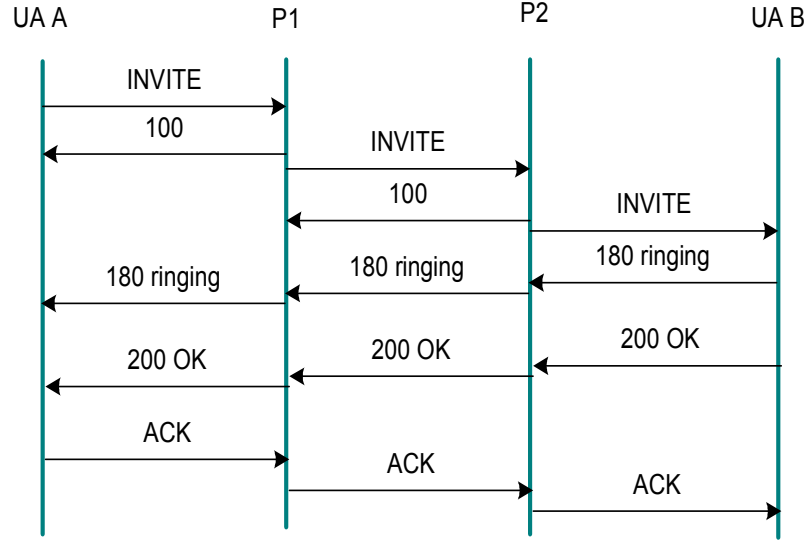 UA A
P1
P2
UA B
INVITE
100
INVITE
100
INVITE
180 ringing
180 ringing
180 ringing
200 OK
200 OK
200 OK
ACK
ACK
ACK